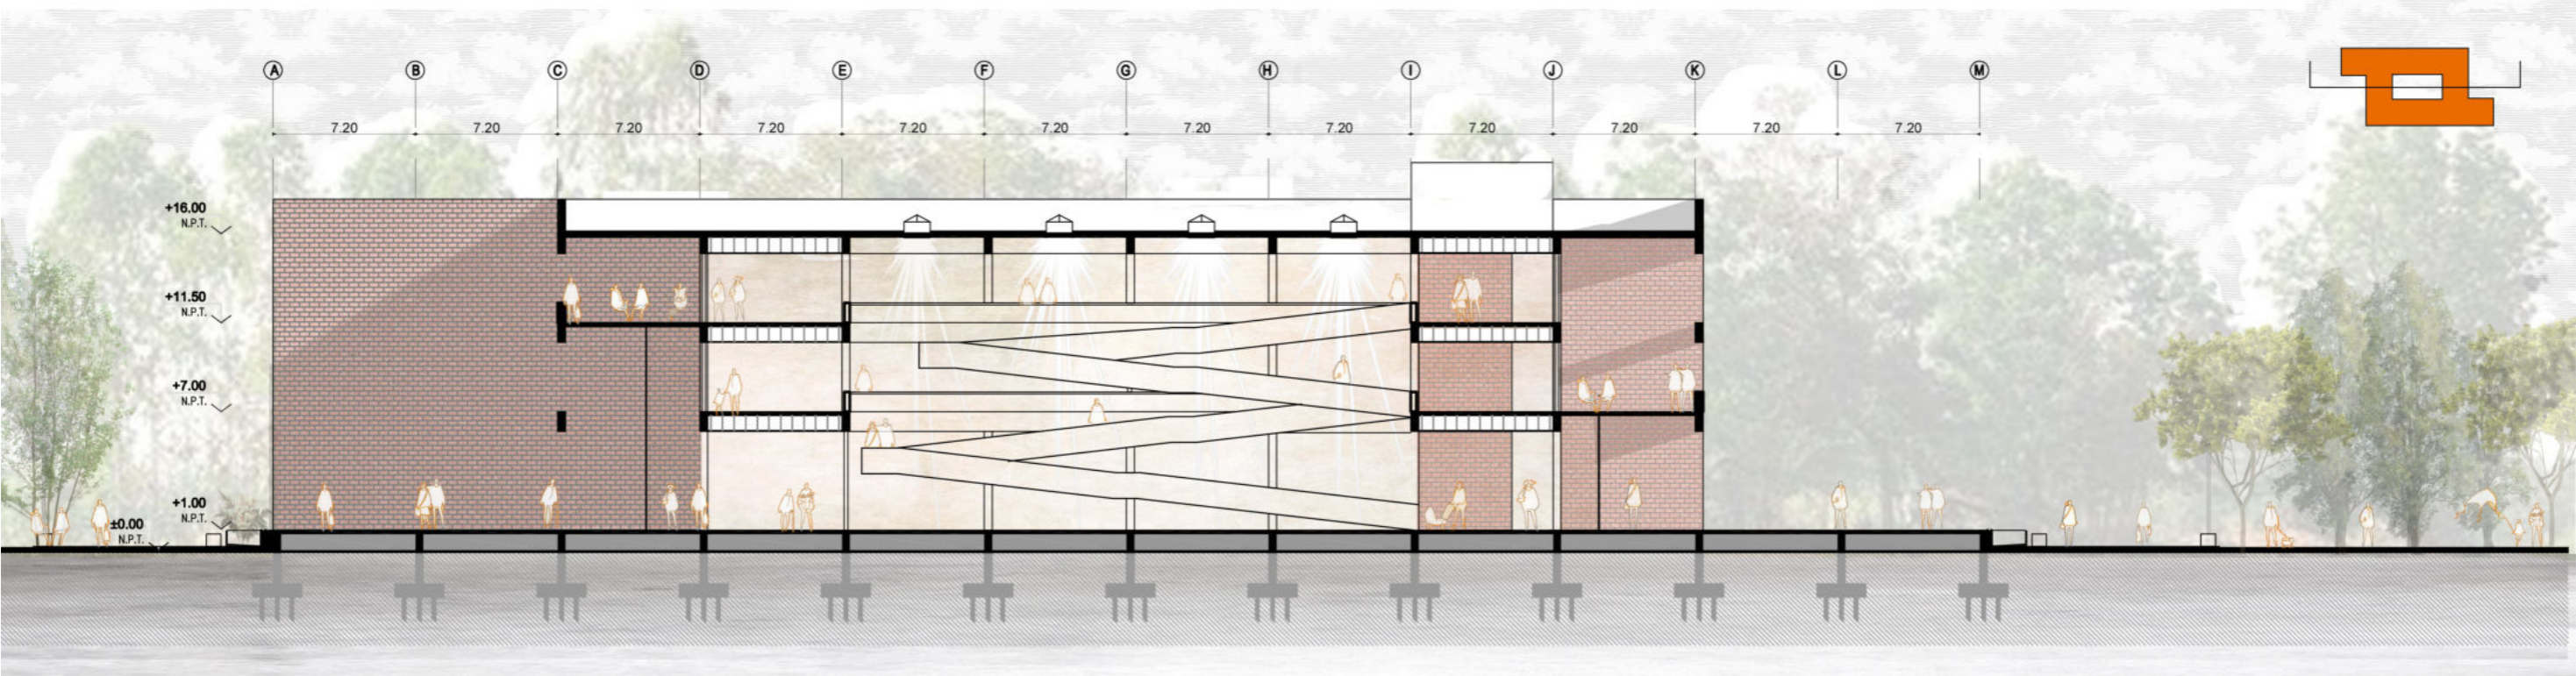 A B C D E F G H I J K L M
7.20 7.20 7.20 7.20 7.20 7.20 7.20 7.20 7.20 7.20 7.20 7.20
+16.00
N.P.T.
+11.50
N.P.T.
+7.00
N.P.T.
+1.00
N.P.T.
±0.00
N.P.T.